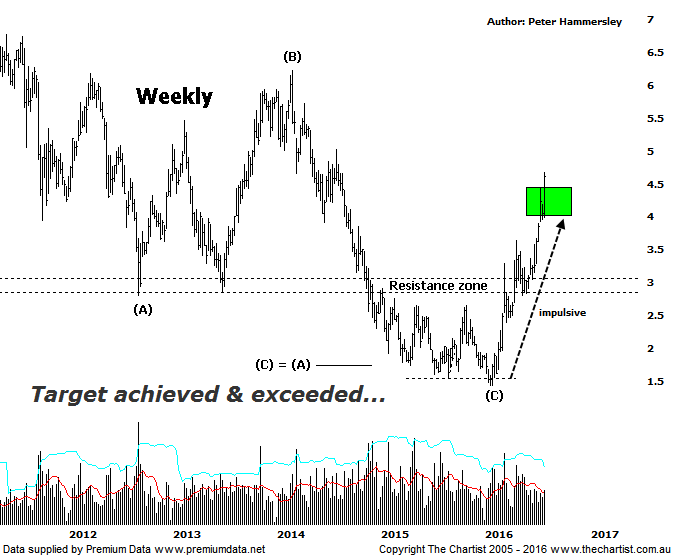 Author: Peter Hammersley
7
6.5
(B)
6
Weekly
5.5
5
4.5
4
3.5
3
Resistance zone
(A)
2.5
impulsive
2
(C) = (A)
1.5
Target achieved & exceeded...
(C)
2012 2013 2014 2015 2016 2017
Data supplied by Premium Data www.premiumdata.net
Copyright The Chartist 2005 - 2016 www.thechartist.com.au